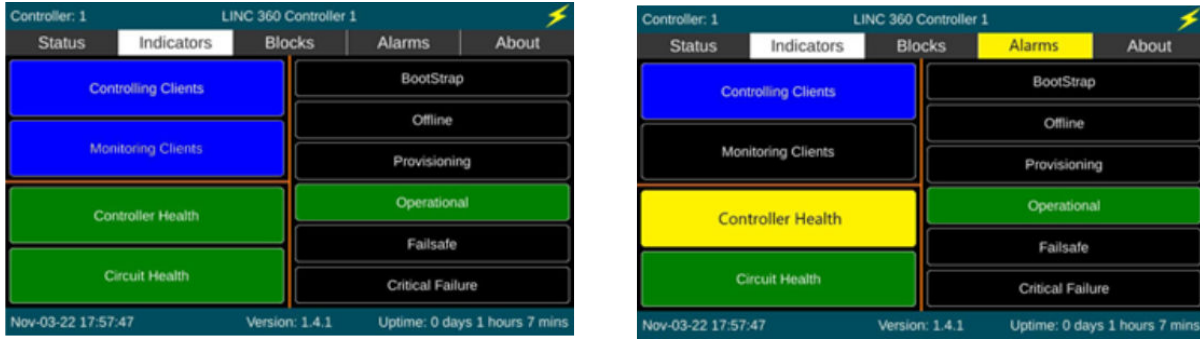 Controller: 1 LINC 360 Controller 1
Status Indicators Blocks Alarms About
Controlling Clients
Monitoring Clients
Controller Health
Circuit Health
BootStrap
Offline
Provisioning
Operational
Failsafe
Critical Failure
Nov-03-22 17:57:47 Version: 1.4.1 Uptime: 0 days 1 hours 7 mins
Controller: 1 LINC 360 Controller 1
Status Indicators Blocks Alarms About
Controlling Clients
Monitoring Clients
Controller Health
Circuit Health
BootStrap
Offline
Provisioning
Operational
Failsafe
Critical Failure
Nov-03-22 17:57:47 Version: 1.4.1 Uptime: 0 days 1 hours 7 mins